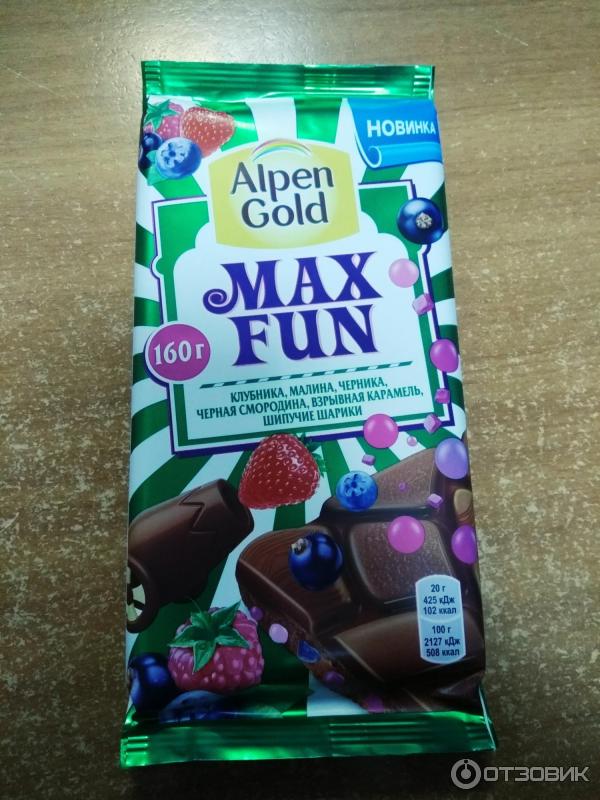 НОВИНКА
Alpen
Gold
MAX
FUN
160г
КЛУБНИКА, МАЛИНА, ЧЕРНИКА,
ЧЕРНАЯ СМОРОДИНА, ВЗРЫВНАЯ КАРАМЕЛЬ,
ШИПУЧИЕ ШАРИКИ
20 г
425 кДж
102 ккал
100 г
2127 кДж
508 ккал
ОТЗОВИК